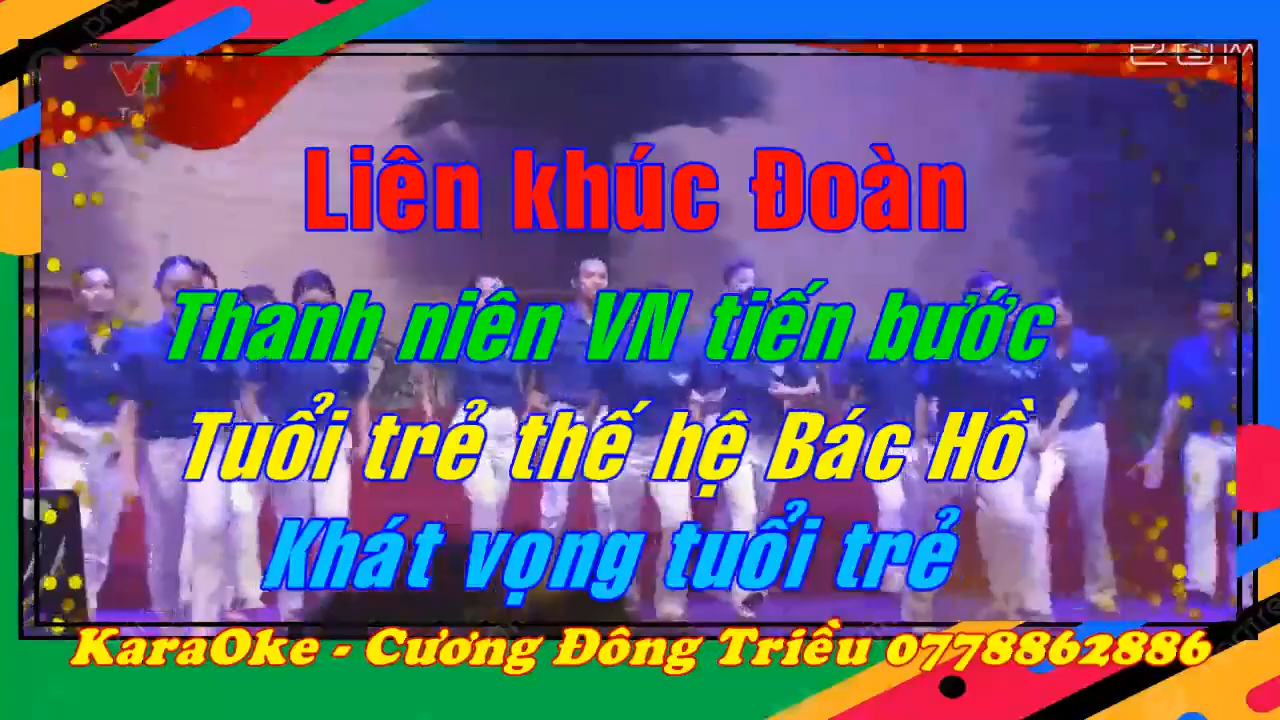 Liên khúc Đoàn
Thanh niên VN tiến bước
Tuổi trẻ thế hệ Bác Hồ
Khát vọng tuổi trẻ
KaraOke - Cương Đông Triều 0778862886